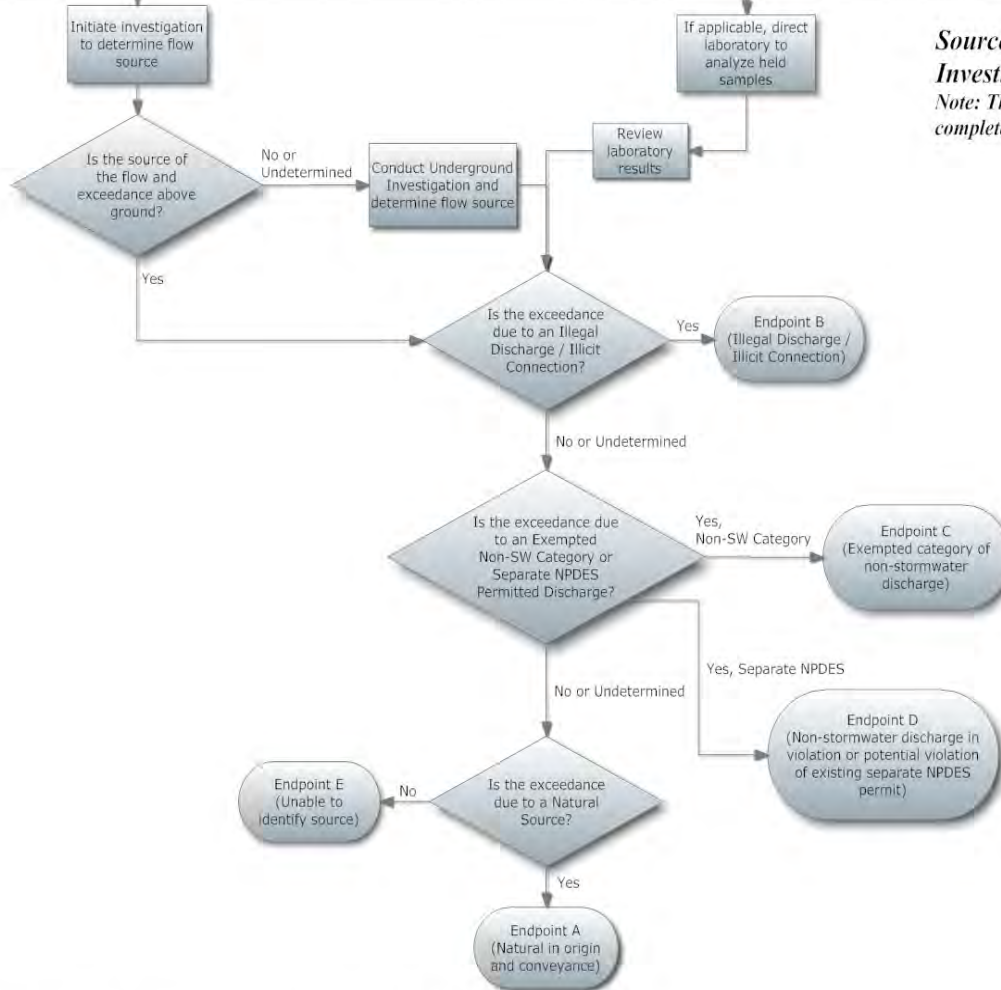 Initiate investigation
to determine flow
source
If applicable, direct
laboratory to
analyze held
samples
Note:
Review
laboratory
results
Is the source of
the flow and
exceedance above
ground?
No or
Undetermined
Conduct Underground
Investigation and
determine flow source
Yes
Is the exceedance
due to an Illegal
Discharge / Illicit
Connection?
Yes
Endpoint B
(Illegal Discharge /
Illicit Connection)
No or Undetermined
Is the exceedance due
to an Exempted
Non-SW Category or
Separate NPDES
Permitted Discharge?
Yes,
Non-SW Category
Endpoint C
(Exempted category of
non-stormwater
discharge)
Yes, Separate NPDES
No or Undetermined
Endpoint D
(Non-stormwater discharge in
violation or potential violation
of existing separate NPDES
permit)
Is the exceedance
due to a Natural
Source?
No
Endpoint E
(Unable to
identify source)
Yes
Endpoint A
(Natural in origin
and conveyance)